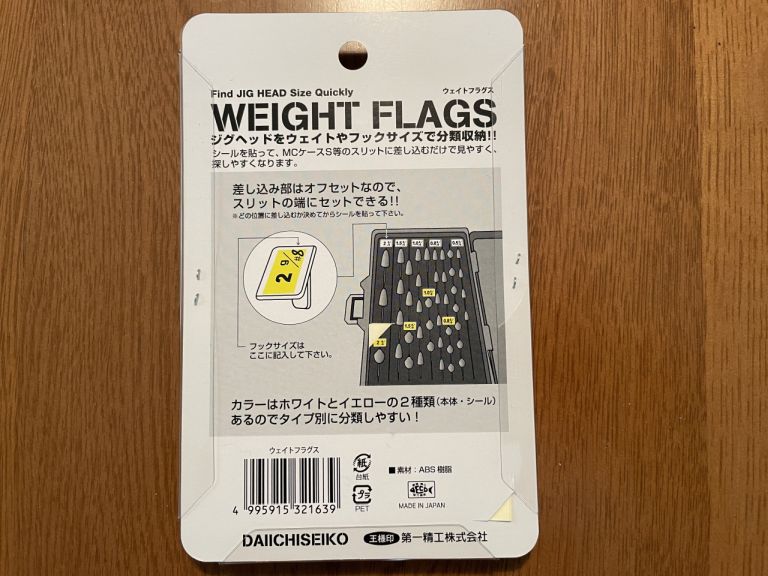 Find JIG HEAD Size Quickly
ウェイトフラグス
WEIGHT FLAGS
ジグヘッドをウェイトやフックサイズで分類収納!!
シールを貼って、MCケースS等のスリットに差し込むだけで見やすく、
探しやすくなります。
差し込み部はオフセットなので、
スリットの端にセットできる!!
※どの位置に差し込むか決めてからシールを貼って下さい。
2g/#8
フックサイズは
ここに記入して下さい。
カラーはホワイトとイエローの2種類(本体・シール)
あるのでタイプ別に分類しやすい!
ウェイトフラグス
4 995915 321639
紙
台紙
PET
■素材:ABS樹脂
MADE IN JAPAN
DAIICHISEIKO
王様印 第一精工株式会社